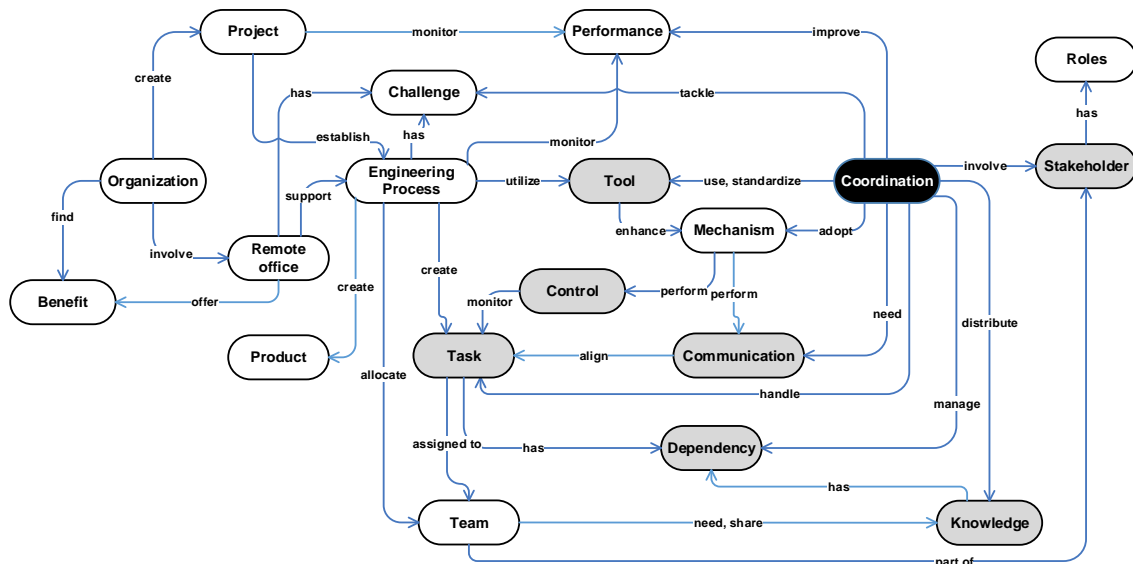 Project
monitor
Performance
improve
Roles
create
has
Challenge
tackle
has
establish
has
monitor
Organization
Engineering
Process
utilize
Tool
use, standardize
Coordination
involve
Stakeholder
find
support
enhance
Mechanism
adopt
involve
Remote
office
create
create
Control
perform
perform
Benefit
offer
monitor
need
distribute
Product
Task
align
Communication
allocate
handle
manage
assigned to
has
Dependency
has
Team
need, share
Knowledge
part of